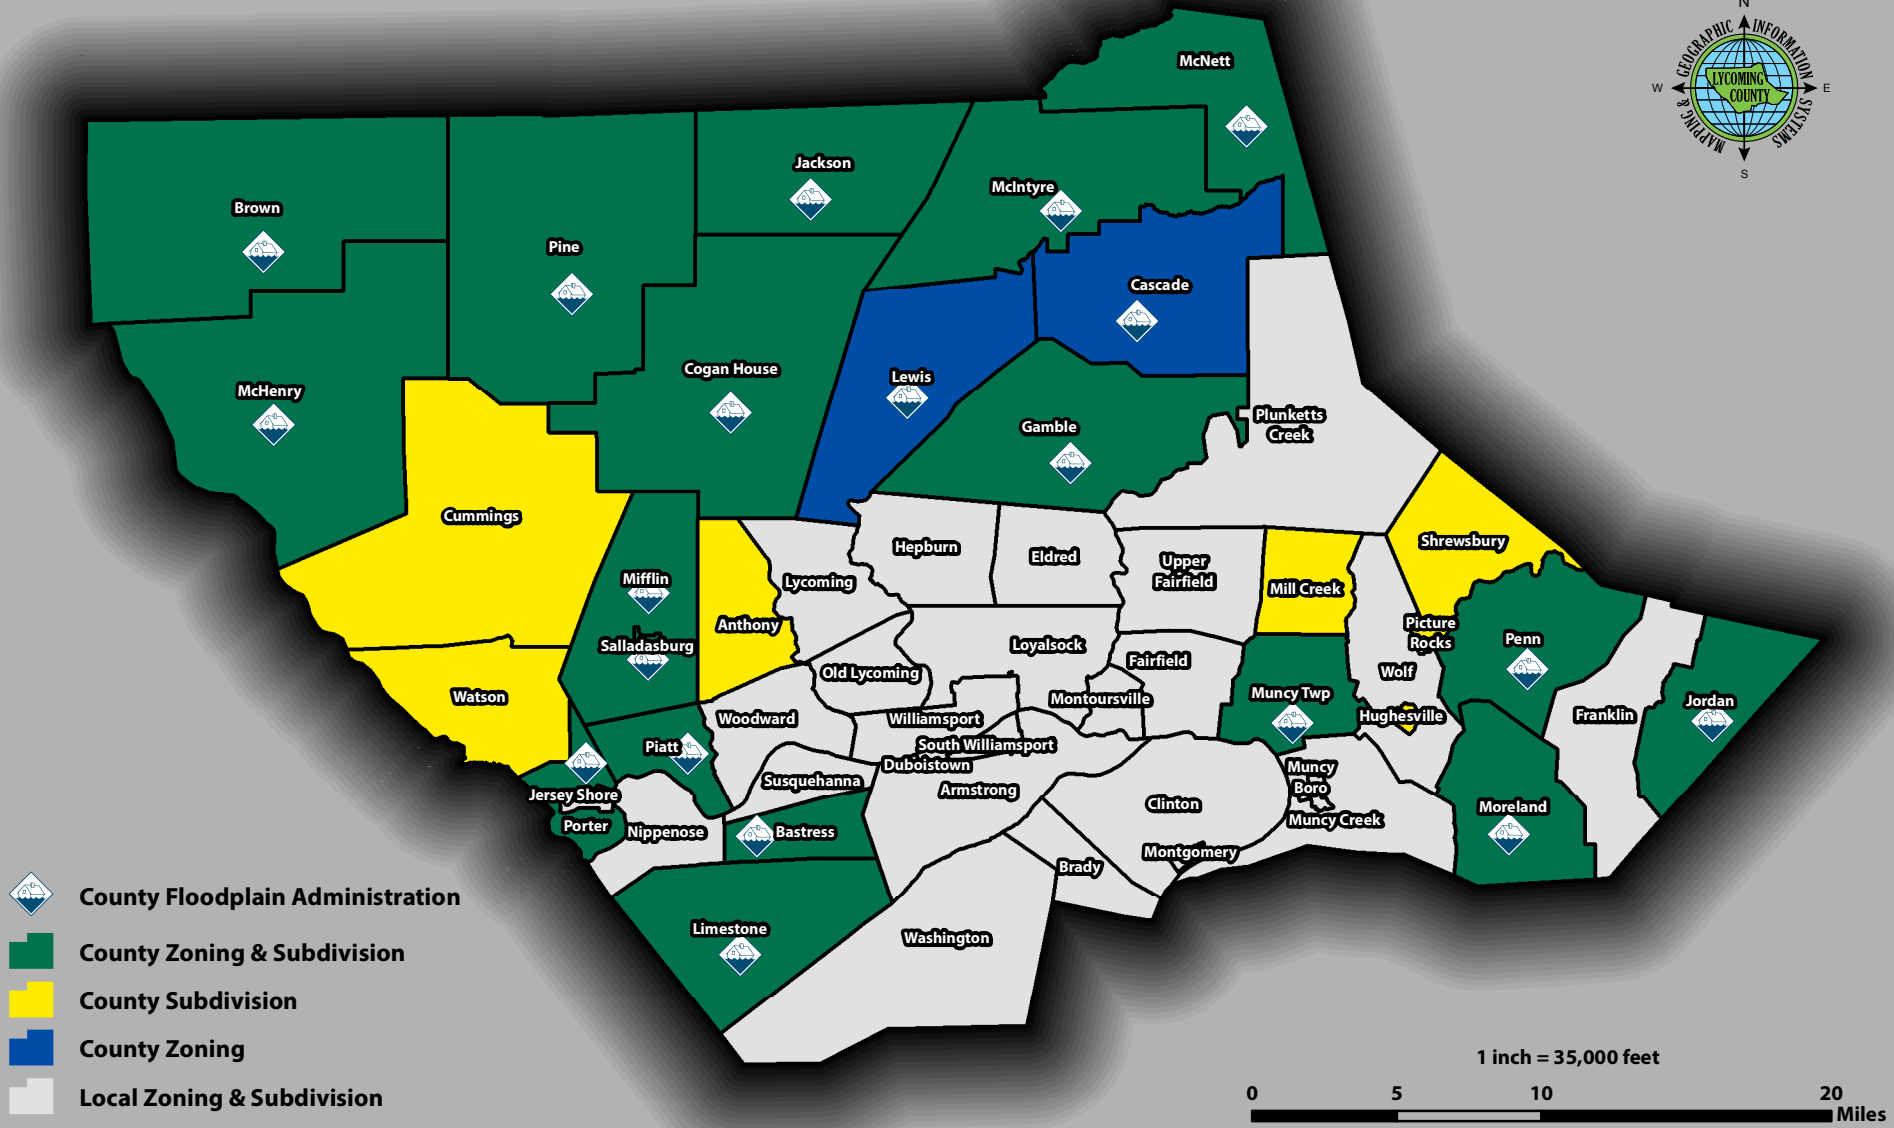 N
MAPPING & GEOGRAPHIC INFORMATION SYSTEMS
LYCOMING
COUNTY
W
E
S
McNett
Jackson
McIntyre
Brown
Pine
Cascade
Cogan House
Lewis
McHenry
Gamble
Plunketts
Creek
Cummings
Shrewsbury
Hepburn
Eldred
Upper
Fairfield
Mifflin
Lycoming
Mill Creek
Anthony
Picture
Rocks
Salladasburg
Loyalsock
Penn
Fairfield
Old Lycoming
Wolf
Watson
Montoursville
Muncy Twp
Jordan
Woodward
Williamsport
Hughesville
Franklin
Piatt
South Williamsport
Duboistown
Muncy
Boro
Susquehanna
Armstrong
Jersey Shore
Clinton
Moreland
Muncy Creek
Porter
Nippenose
Bastress
Montgomery
Brady
Limestone
Washington
County Floodplain Administration
County Zoning & Subdivision
County Subdivision
County Zoning
Local Zoning & Subdivision
1 inch = 35,000 feet
0 5 10 20
Miles